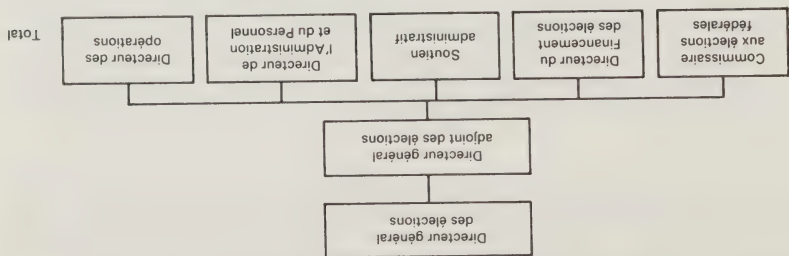 Directeur général
des élections
Directeur général
adjoint des élections
Commissaire
aux élections
fédérales
Directeur du
Financement
des élections
Soutien
administratif
Directeur de
l'Administration
et du Personnel
Directeur des
opérations
Total